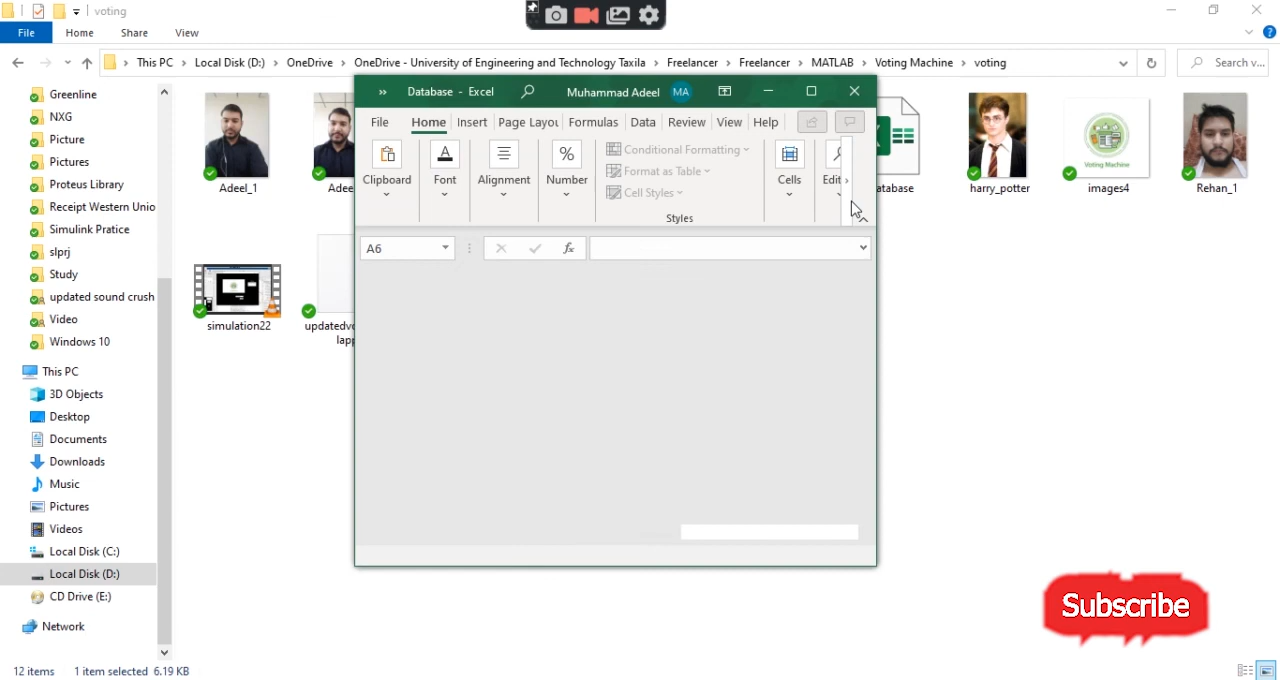 voting
File Home Share View
This PC Local Disk (D:) OneDrive OneDrive - University of Engineering and Technology Taxila Freelancer Freelancer MATLAB Voting Machine voting
Search v...
Greenline
NXG
Picture
Pictures
Proteus Library
Receipt Western Unio
Simulink Pratice
slprj
Study
updated sound crush
Video
Windows 10
This PC
3D Objects
Desktop
Documents
Downloads
Music
Pictures
Videos
Local Disk (C:)
Local Disk (D:)
CD Drive (E:)
Network
12 items 1 item selected 6.19 KB
Adeel_1
Adee
atabase
harry_potter
Voting Machine
images4
Rehan_1
simulation22
updatedvo
lapp
Database - Excel Muhammad Adeel MA
File Home Insert Page Layou Formulas Data Review View Help
Clipboard
Font
Alignment
%
Number
Conditional Formatting
Format as Table
Cell Styles
Styles
Cells
Edit
A6 fx
Subscribe